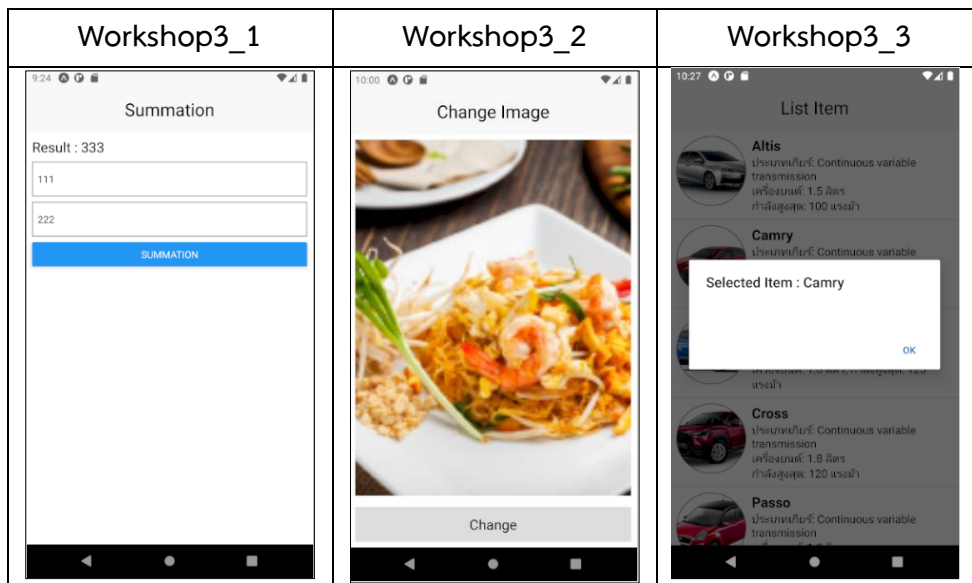 Workshop3_1
Workshop3_2
Workshop3_3
9:24
Summation
Result : 333
111
222
SUMMATION
10:00
Change Image
Change
10:27
List Item
Altis
ประเภทเกียร์: Continuous variable
transmission
เครื่องยนต์: 1.5 ลิตร
กำลังสูงสุด: 100 แรงม้า
Camry
ประเภทเกียร์: Continuous variable
Selected Item : Camry
OK
แรงม้า
Cross
ประเภทเกียร์: Continuous variable
transmission
เครื่องยนต์: 1.8 ลิตร
กำลังสูงสุด: 120 แรงม้า
Passo
ประเภทเกียร์: Continuous variable
transmission